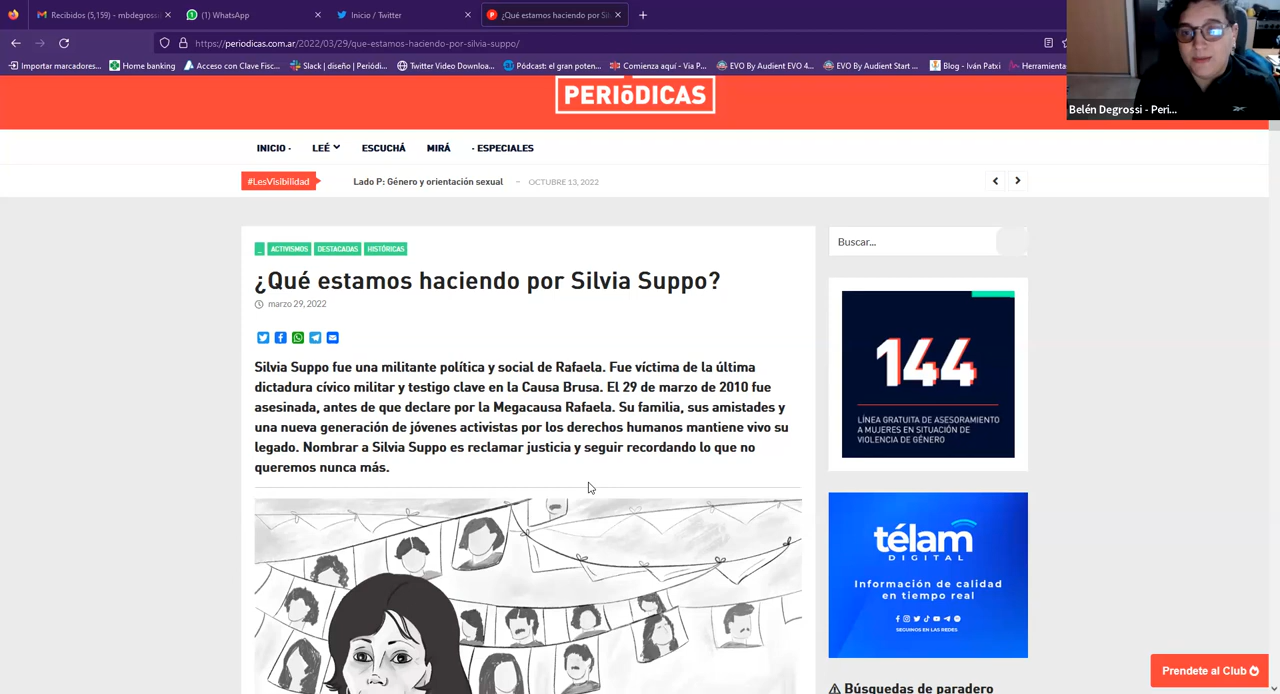 Recibidos (5,159) - mbdegross
(1) WhatsApp
Inicio / Twitter
¿Qué estamos haciendo por Sil
https://periodicas.com.ar/2022/03/29/que-estamos-haciendo-por-silvia-suppo/
Importar marcadores...
Home banking
Acceso con Clave Fisc...
Slack | diseño | Periódi...
Twitter Video Downloa...
Pódcast: el gran poten...
Comienza aquí - Via P...
EVO By Audient EVO 4...
EVO By Audient Start ...
Blog - Iván Patxi
Herramienta
Belén Degrossi - Peri...
PERIōDICAS
INICIO ·
LEÉ
ESCUCHÁ
MIRÁ
· ESPECIALES
#LesVisibilidad
Lado P: Género y orientación sexual
– OCTUBRE 13, 2022
_
ACTIVISMOS
DESTACADAS
HISTÓRICAS
¿Qué estamos haciendo por Silvia Suppo?
marzo 29, 2022
Silvia Suppo fue una militante política y social de Rafaela. Fue víctima de la última
dictadura cívico militar y testigo clave en la Causa Brusa. El 29 de marzo de 2010 fue
asesinada, antes de que declare por la Megacausa Rafaela. Su familia, sus amistades y
una nueva generación de jóvenes activistas por los derechos humanos mantiene vivo su
legado. Nombrar a Silvia Suppo es reclamar justicia y seguir recordando lo que no
queremos nunca más.
Buscar...
144
LÍNEA GRATUITA DE ASESORAMIENTO
A MUJERES EN SITUACIÓN DE
VIOLENCIA DE GÉNERO
télam
DIGITAL
Información de calidad
en tiempo real
SEGUINOS EN LAS REDES
Búsquedas de paradero
Prendete al Club